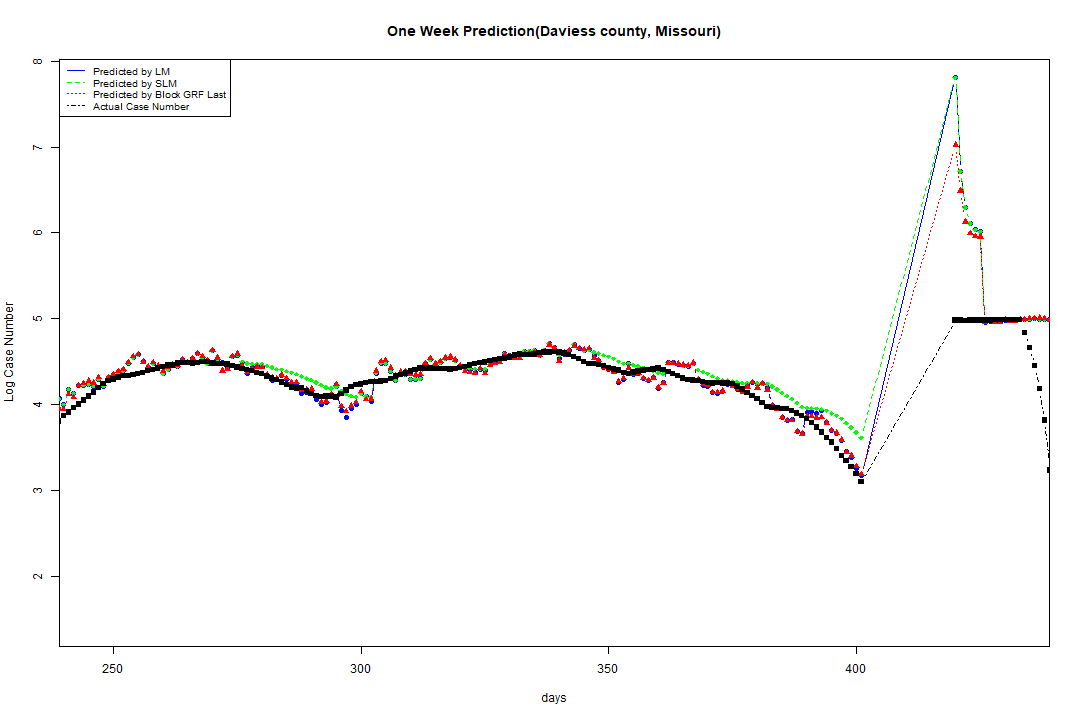 One Week Prediction(Daviess county, Missouri)
Predicted by LM
Predicted by SLM
Predicted by Block GRF Last
Actual Case Number
8
7
6
5
4
3
2
Log Case Number
250 300 350 400
days